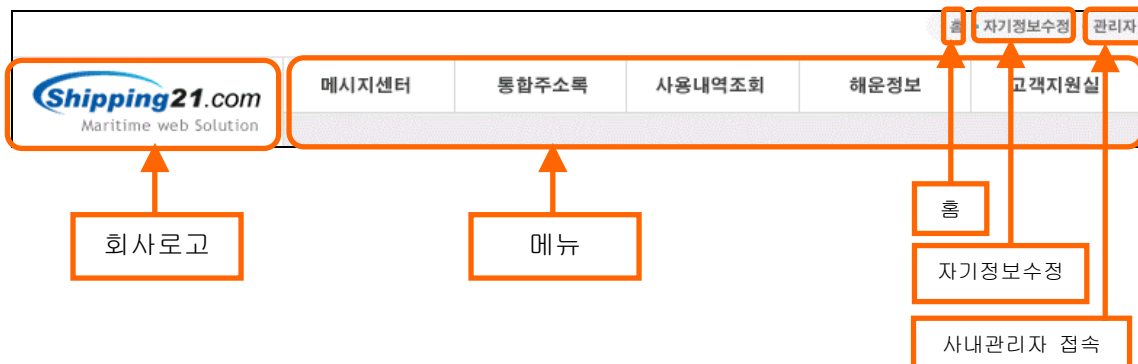 홈 · 자기정보수정 관리자
Shipping21.com
Maritime web Solution
메시지센터 통합주소록 사용내역조회 해운정보 고객지원실
홈
회사로고 메뉴
자기정보수정
사내관리자 접속